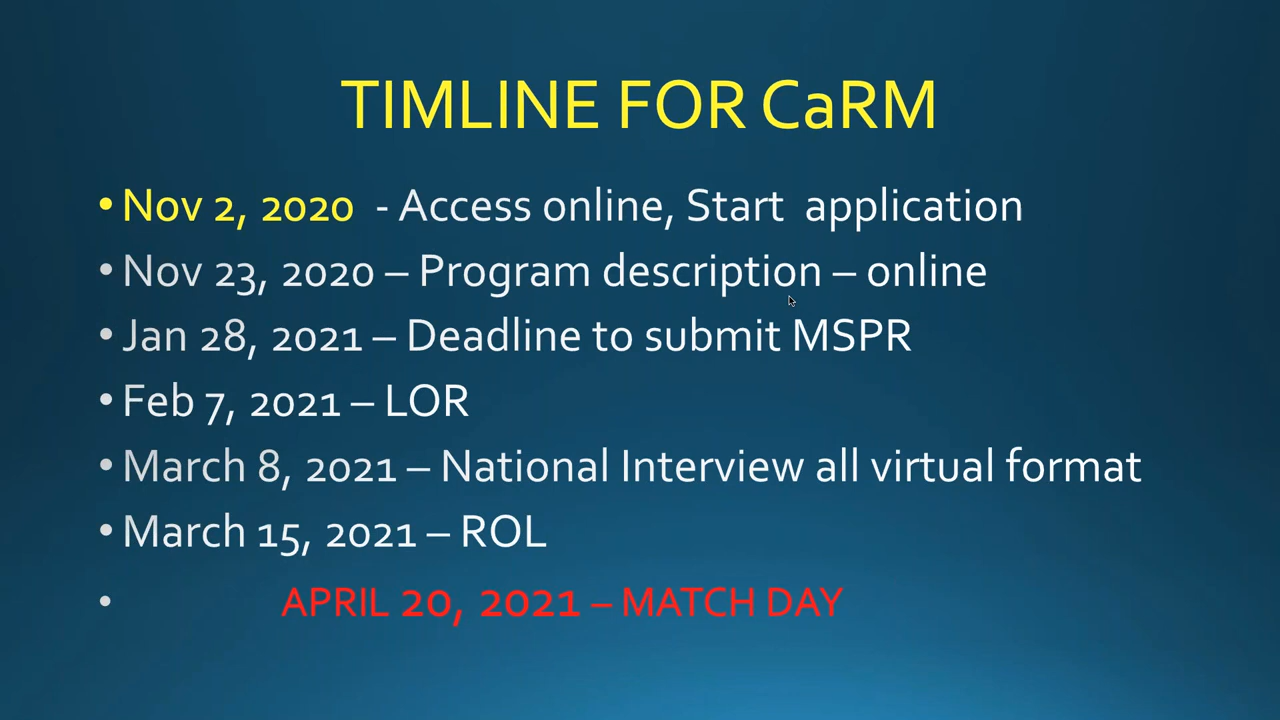 TIMLINE FOR CaRM
• Nov 2, 2020 - Access online, Start application
• Nov 23, 2020 – Program description – online
• Jan 28, 2021 – Deadline to submit MSPR
• Feb 7, 2021 – LOR
• March 8, 2021 – National Interview all virtual format
• March 15, 2021 – ROL
• APRIL 20, 2021 – MATCH DAY